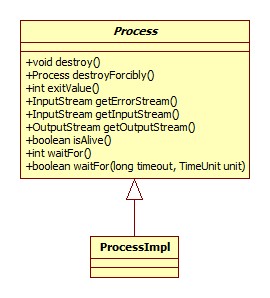 Process
+void destroy()
+Process destroyForcibly()
+int exitValue()
+InputStream getErrorStream()
+InputStream getInputStream()
+OutputStream getOutputStream()
+boolean isAlive()
+int waitFor()
+boolean waitFor(long timeout, TimeUnit unit)
ProcessImpl